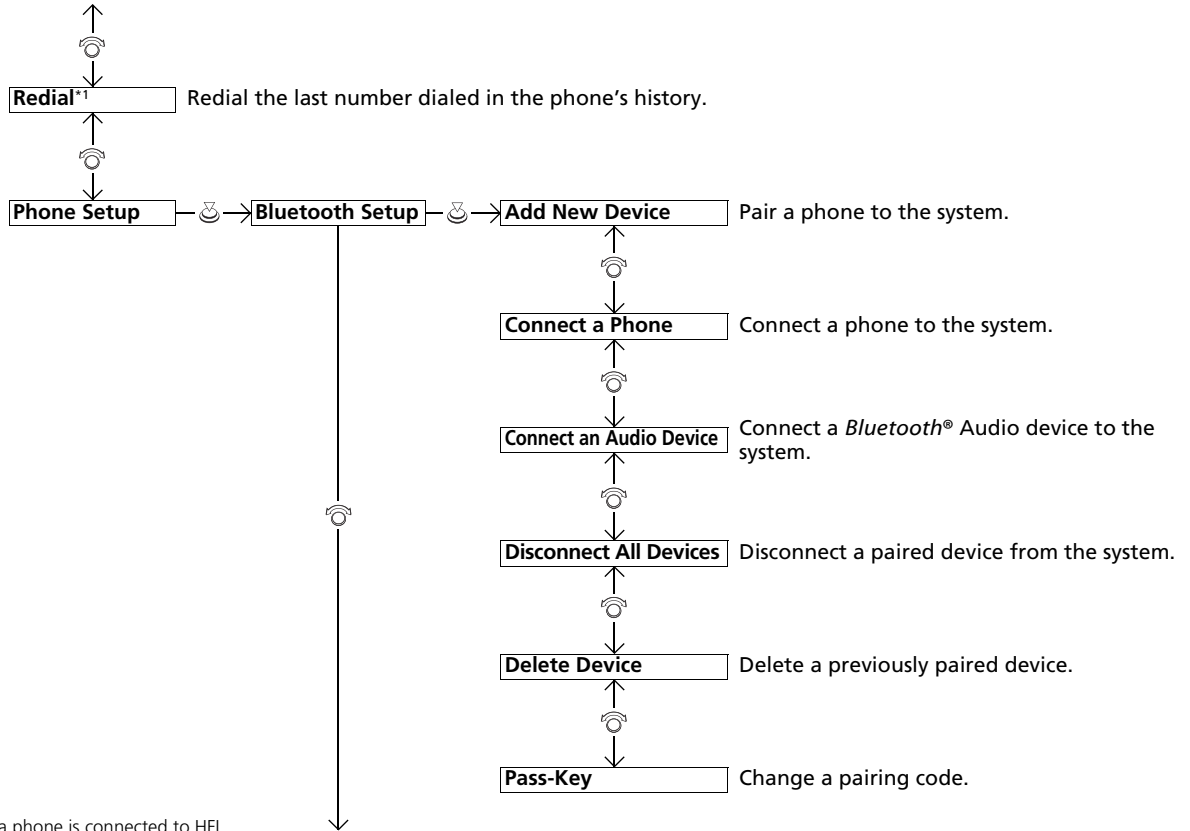 Redial*1 Redial the last number dialed in the phone's history.
Phone Setup Bluetooth Setup Add New Device Pair a phone to the system.
Connect a Phone Connect a phone to the system.
Connect an Audio Device Connect a Bluetooth® Audio device to the
system.
Disconnect All Devices Disconnect a paired device from the system.
Delete Device Delete a previously paired device.
Pass-Key Change a pairing code.
a phone is connected to HFL